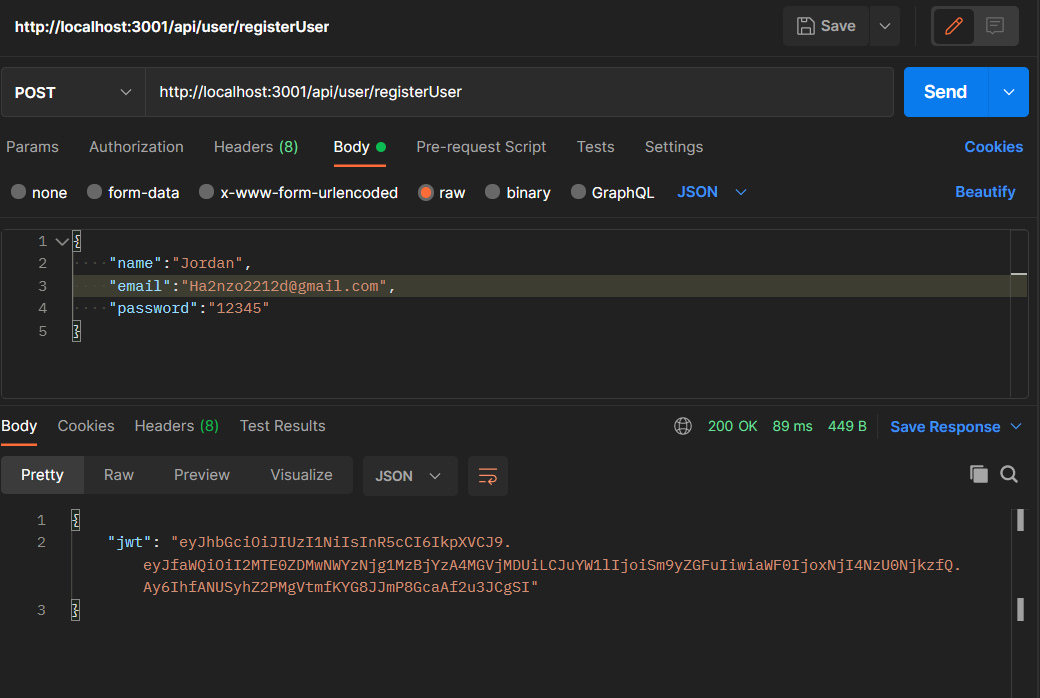 http://localhost:3001/api/user/registerUser
Save
POST
http://localhost:3001/api/user/registerUser
Send
Params Authorization Headers (8) Body Pre-request Script Tests Settings Cookies
none form-data x-www-form-urlencoded raw binary GraphQL JSON Beautify
1 {
2 "name":"Jordan",
3 "email":"Ha2nzo2212d@gmail.com",
4 "password":"12345"
5 }
Body Cookies Headers (8) Test Results 200 OK 89 ms 449 B Save Response
Pretty Raw Preview Visualize JSON
1 {
2 "jwt": "eyJhbGciOiJIUzI1NiIsInR5cCI6IkpXVCJ9.
eyJfaWQiOiI2MTE0ZDMwNWYzNjg1MzBjYzA4MGVjMDUiLCJuYW1lIjoiSm9yZGFuIiwiaWF0IjoxNjI4NzU0NjkzfQ.
Ay6IhfANUSyhZ2PMgVtmfKYG8JJmP8GcaAf2u3JCgSI"
3 }